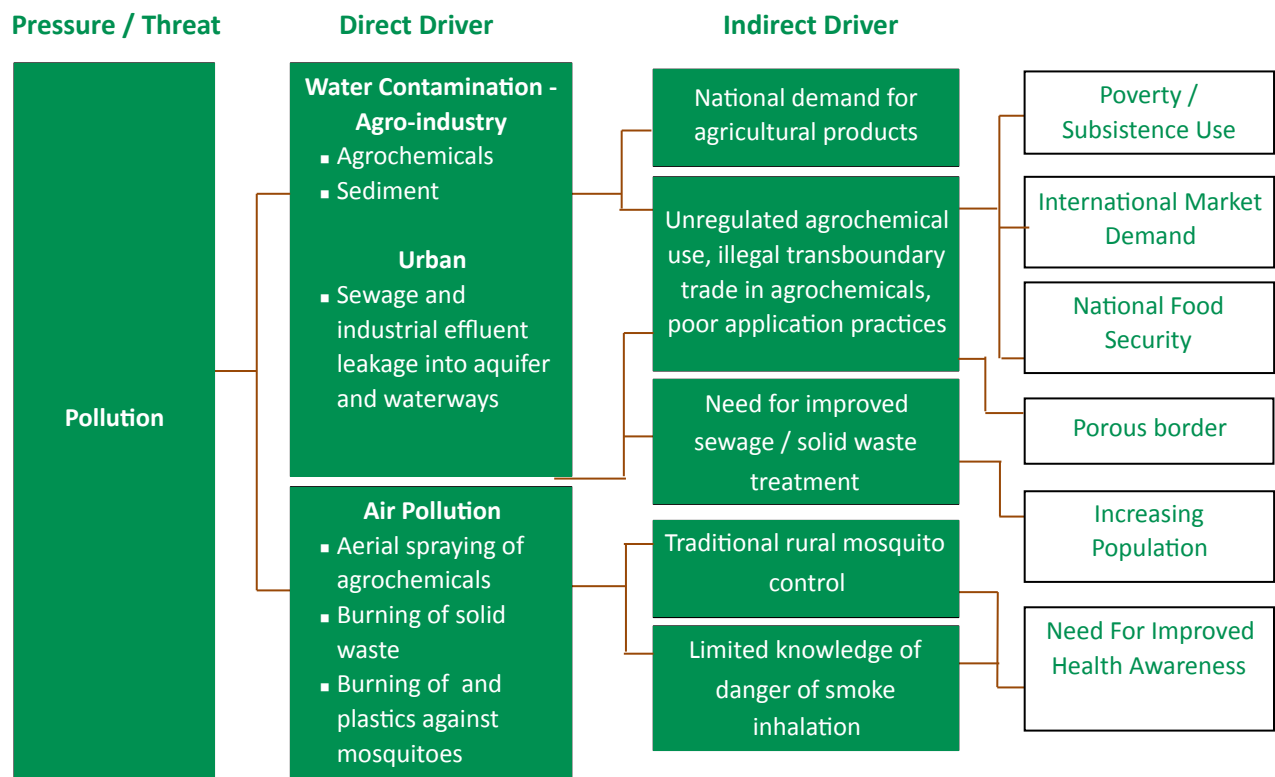 Pressure / Threat
Direct Driver
Indirect Driver
Pollution
Water Contamination -
Agro-industry
▪ Agrochemicals
▪ Sediment
Urban
▪ Sewage and
industrial effluent
leakage into aquifer
and waterways
Air Pollution
▪ Aerial spraying of
agrochemicals
▪ Burning of solid
waste
▪ Burning of and
plastics against
mosquitoes
National demand for
agricultural products
Unregulated agrochemical
use, illegal transboundary
trade in agrochemicals,
poor application practices
Need for improved
sewage / solid waste
treatment
Traditional rural mosquito
control
Limited knowledge of
danger of smoke
inhalation
Poverty /
Subsistence Use
International Market
Demand
National Food
Security
Porous border
Increasing
Population
Need For Improved
Health Awareness